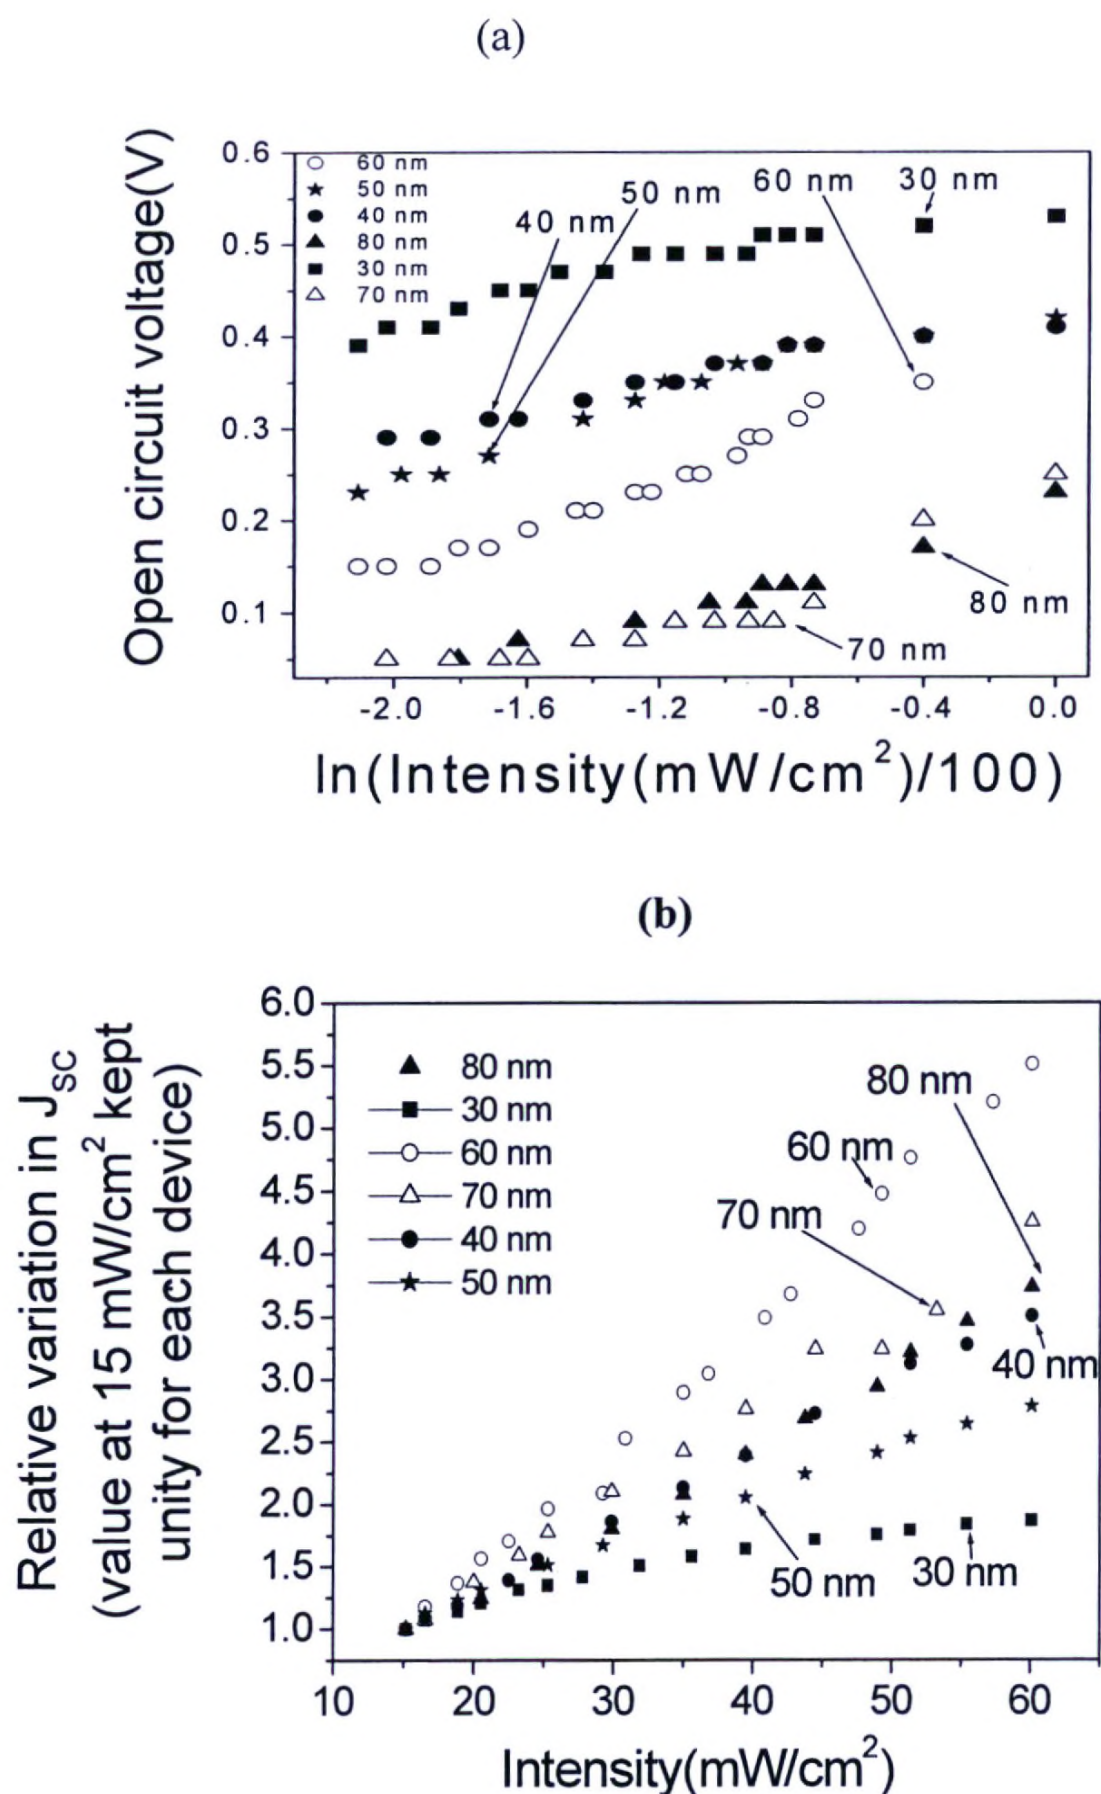 (a)
Open circuit voltage(V)
0.6
0.5
0.4
0.3
0.2
0.1
60 nm
50 nm
40 nm
80 nm
30 nm
70 nm
40 nm
50 nm
60 nm
30 nm
80 nm
70 nm
-2.0 -1.6 -1.2 -0.8 -0.4 0.0
ln(Intensity(mW/cm²)/100)
(b)
Relative variation in J_SC
(value at 15 mW/cm² kept
unity for each device)
6.0
5.5
5.0
4.5
4.0
3.5
3.0
2.5
2.0
1.5
1.0
80 nm
30 nm
60 nm
70 nm
40 nm
50 nm
80 nm
60 nm
70 nm
40 nm
50 nm
30 nm
10 20 30 40 50 60
Intensity(mW/cm²)